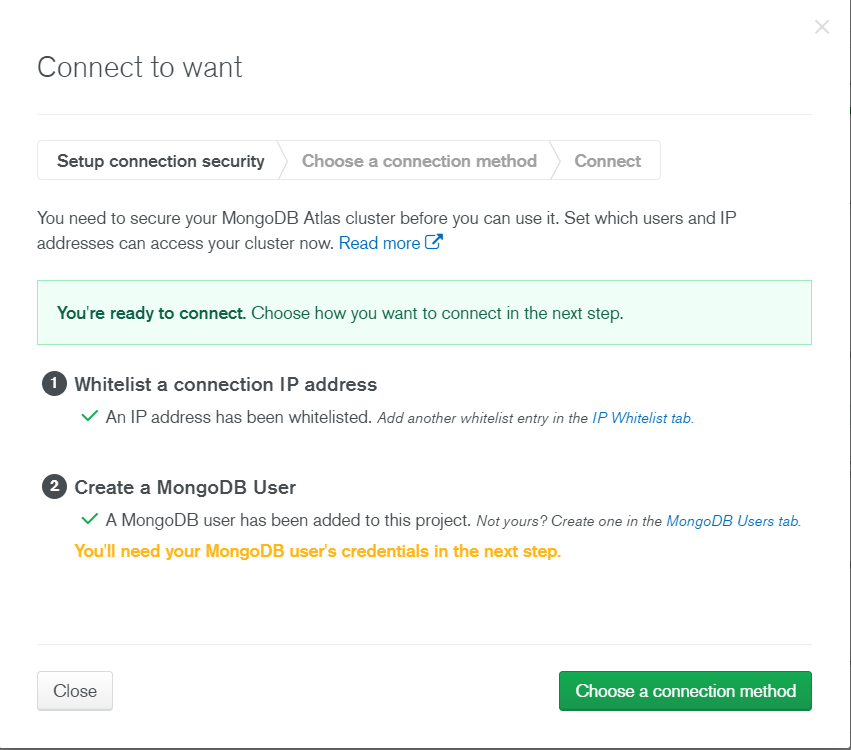 Connect to want
Setup connection security
Choose a connection method
Connect
You need to secure your MongoDB Atlas cluster before you can use it. Set which users and IP
addresses can access your cluster now. Read more
You're ready to connect. Choose how you want to connect in the next step.
1 Whitelist a connection IP address
An IP address has been whitelisted. Add another whitelist entry in the IP Whitelist tab.
2 Create a MongoDB User
A MongoDB user has been added to this project. Not yours? Create one in the MongoDB Users tab.
You'll need your MongoDB user's credentials in the next step.
Close
Choose a connection method